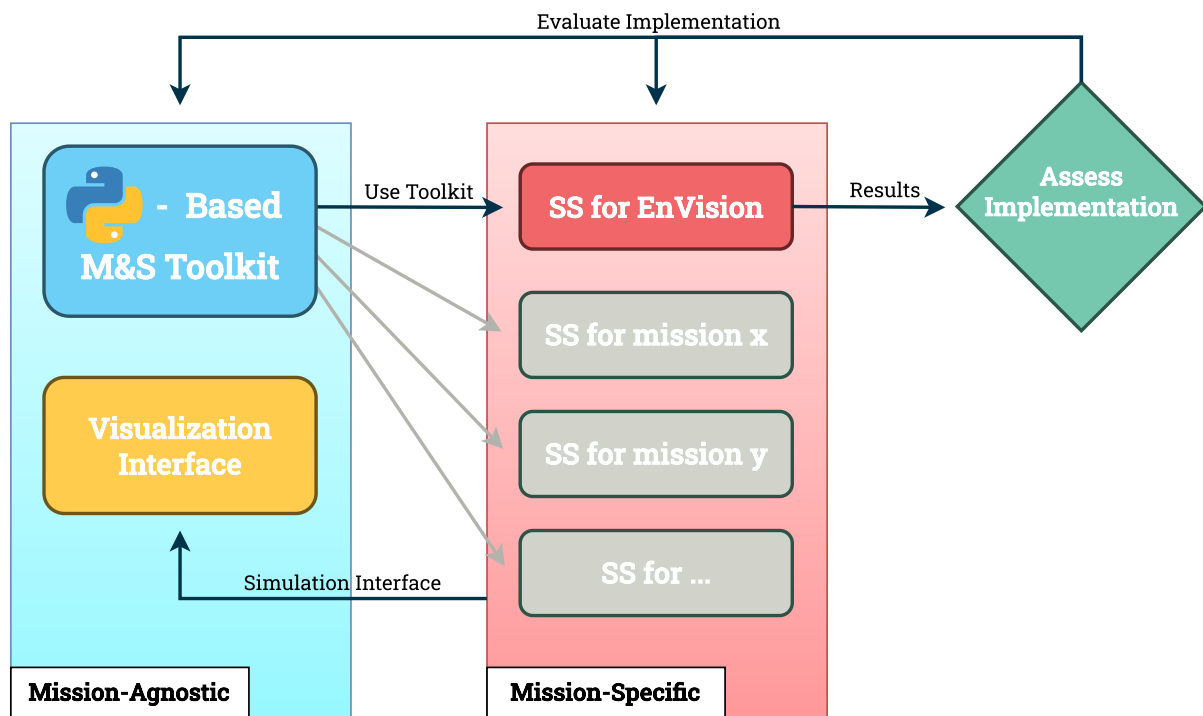 Evaluate Implementation
- Based
M&S Toolkit
Use Toolkit
SS for EnVision
Results
Assess
Implementation
SS for mission x
Visualization
Interface
SS for mission y
Simulation Interface
SS for ...
Mission-Agnostic
Mission-Specific